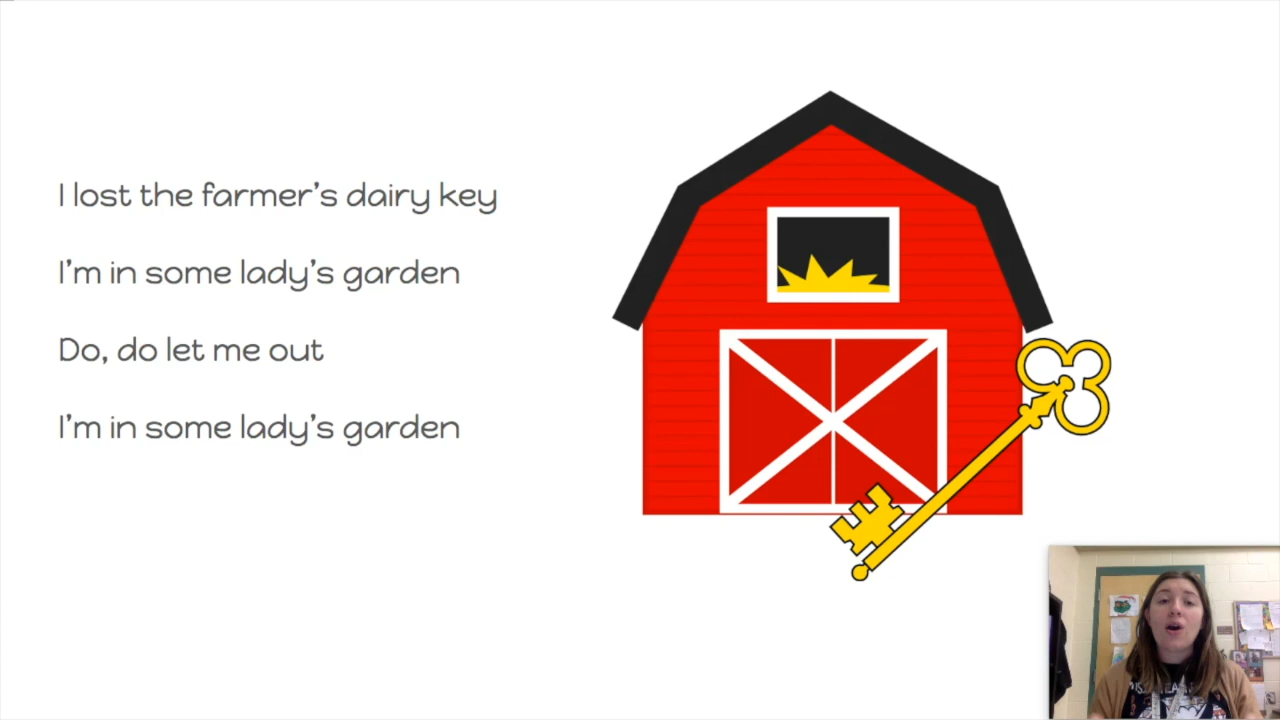 I lost the farmer’s dairy key
I’m in some lady’s garden
Do, do let me out
I’m in some lady’s garden